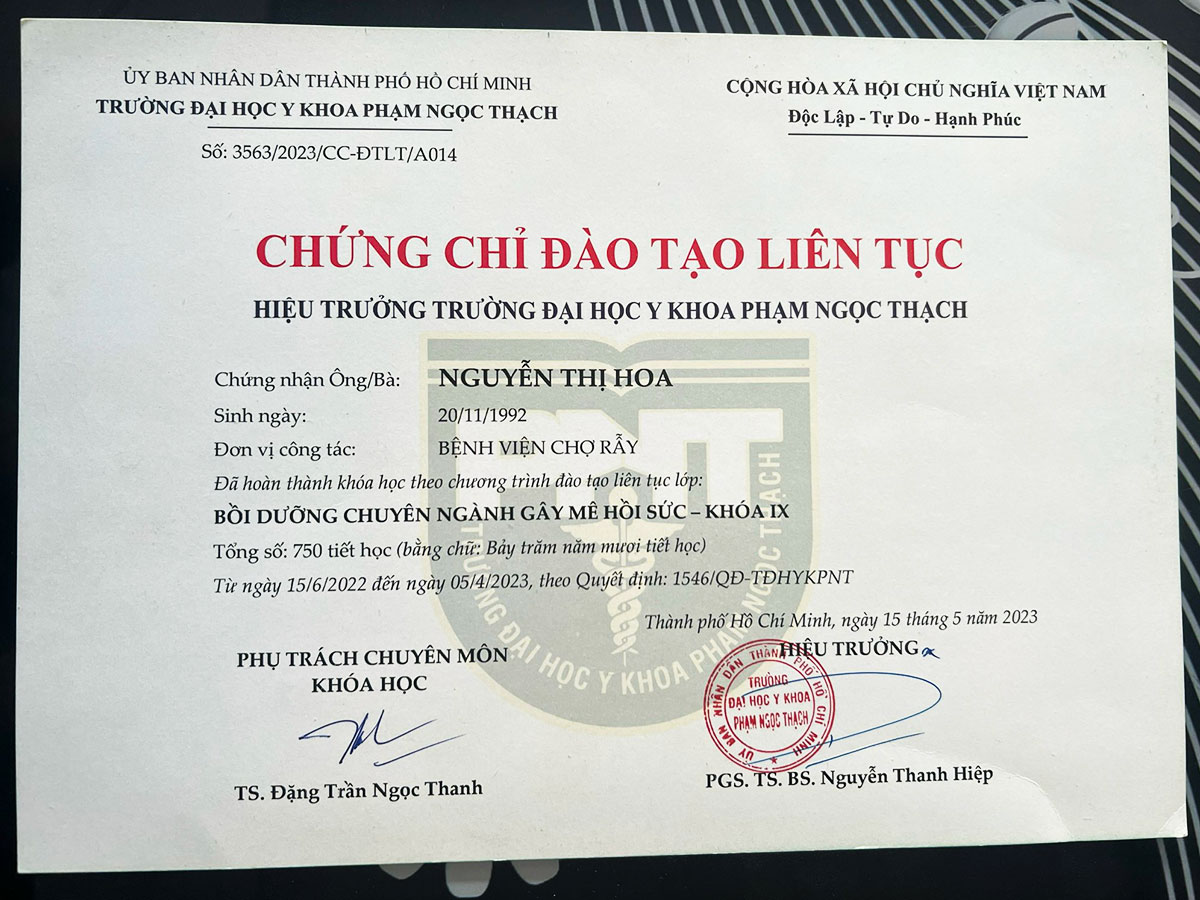 ỦY BAN NHÂN DÂN THÀNH PHỐ HỒ CHÍ MINH
TRƯỜNG ĐẠI HỌC Y KHOA PHẠM NGỌC THẠCH
Số: 3563/2023/CC-ĐTLT/A014
CỘNG HÒA XÃ HỘI CHỦ NGHĨA VIỆT NAM
Độc Lập - Tự Do - Hạnh Phúc
CHỨNG CHỈ ĐÀO TẠO LIÊN TỤC
HIỆU TRƯỞNG TRƯỜNG ĐẠI HỌC Y KHOA PHẠM NGỌC THẠCH
Chứng nhận Ông/Bà: NGUYỄN THỊ HOA
Sinh ngày: 20/11/1992
Đơn vị công tác: BỆNH VIỆN CHỢ RẪY
Đã hoàn thành khóa học theo chương trình đào tạo liên tục lớp:
BỒI DƯỠNG CHUYÊN NGÀNH GÂY MÊ HỒI SỨC – KHÓA IX
Tổng số: 750 tiết học (bằng chữ: Bảy trăm năm mươi tiết học)
Từ ngày 15/6/2022 đến ngày 05/4/2023, theo Quyết định: 1546/QĐ-TĐHYKPNT
Thành phố Hồ Chí Minh, ngày 15 tháng 5 năm 2023
PHỤ TRÁCH CHUYÊN MÔN
KHÓA HỌC
TS. Đặng Trần Ngọc Thanh
HIỆU TRƯỞNG
ỦY BAN NHÂN DÂN THÀNH PHỐ HỒ CHÍ MINH
TRƯỜNG
ĐẠI HỌC Y KHOA
PHẠM NGỌC THẠCH
PGS. TS. BS. Nguyễn Thanh Hiệp
PNT
TRƯỜNG ĐẠI HỌC Y KHOA PHẠM NGỌC THẠCH